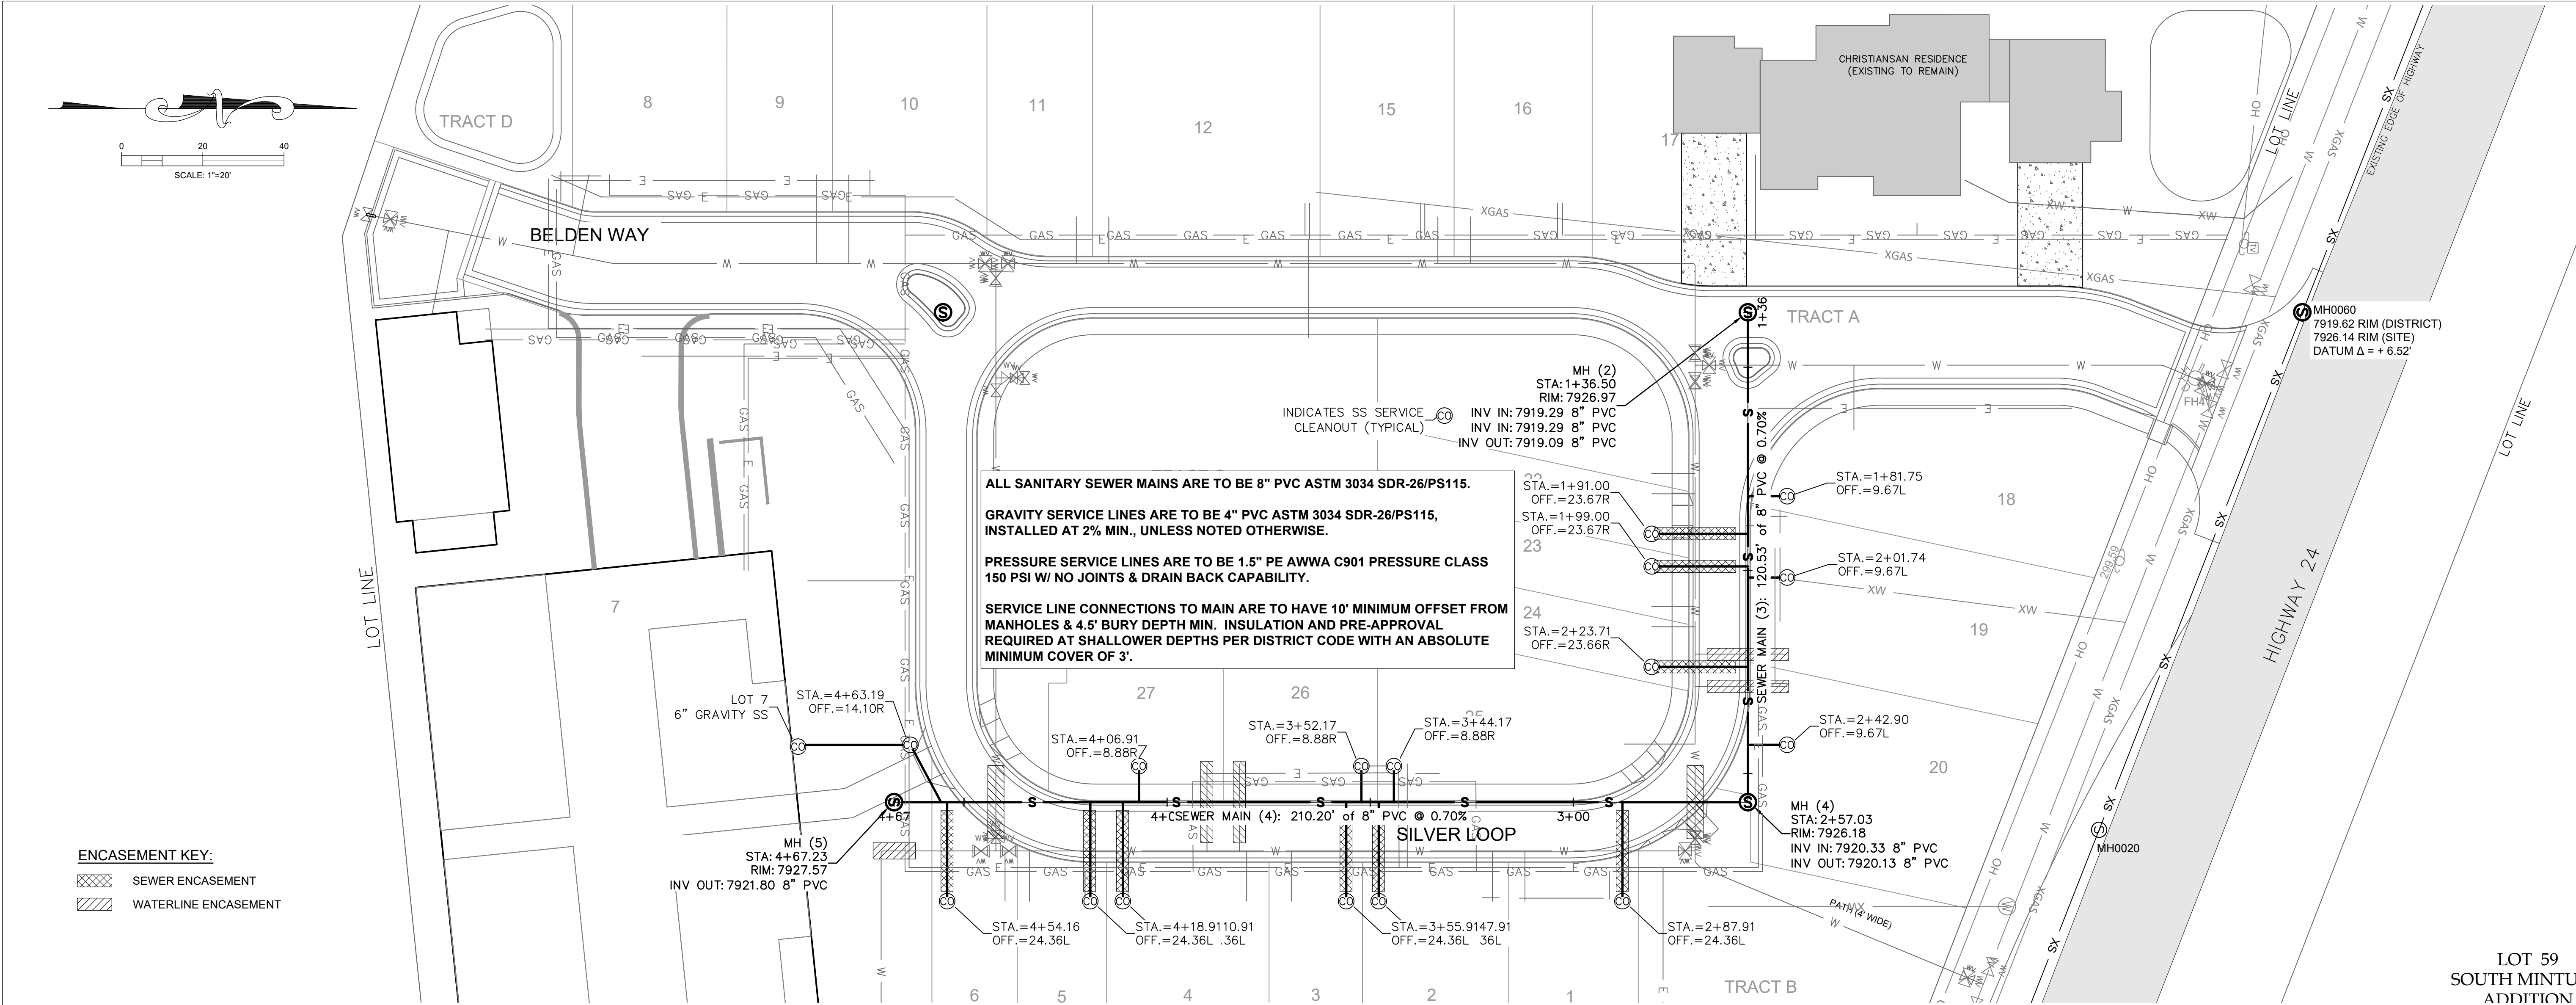 TRACT D
8
9
10
11
12
15
16
17
CHRISTIANSAN RESIDENCE
(EXISTING TO REMAIN)
LOT LINE
EXISTING EDGE OF HIGHWAY
0 20 40
SCALE: 1"=20'
BELDEN WAY
TRACT A
1+36
MH0060
7919.62 RIM (DISTRICT)
7926.14 RIM (SITE)
DATUM Δ = + 6.52'
MH (2)
STA: 1+36.50
RIM: 7926.97
INV IN: 7919.29 8" PVC
INV IN: 7919.29 8" PVC
INV OUT: 7919.09 8" PVC
INDICATES SS SERVICE
CLEANOUT (TYPICAL)
ALL SANITARY SEWER MAINS ARE TO BE 8" PVC ASTM 3034 SDR-26/PS115.
GRAVITY SERVICE LINES ARE TO BE 4" PVC ASTM 3034 SDR-26/PS115,
INSTALLED AT 2% MIN., UNLESS NOTED OTHERWISE.
PRESSURE SERVICE LINES ARE TO BE 1.5" PE AWWA C901 PRESSURE CLASS
150 PSI W/ NO JOINTS & DRAIN BACK CAPABILITY.
SERVICE LINE CONNECTIONS TO MAIN ARE TO HAVE 10' MINIMUM OFFSET FROM
MANHOLES & 4.5' BURY DEPTH MIN. INSULATION AND PRE-APPROVAL
REQUIRED AT SHALLOWER DEPTHS PER DISTRICT CODE WITH AN ABSOLUTE
MINIMUM COVER OF 3'.
STA.=1+91.00
OFF.=23.67R
STA.=1+99.00
OFF.=23.67R
23
24
STA.=2+23.71
OFF.=23.66R
SEWER MAIN (3): 120.53' of 8" PVC @ 0.70%
STA.=1+81.75
OFF.=9.67L
18
STA.=2+01.74
OFF.=9.67L
19
STA.=2+42.90
OFF.=9.67L
20
HIGHWAY 24
LOT LINE
LOT LINE
7
LOT 7
6" GRAVITY SS
STA.=4+63.19
OFF.=14.10R
27
26
25
STA.=4+06.91
OFF.=8.88R
STA.=3+52.17
OFF.=8.88R
STA.=3+44.17
OFF.=8.88R
4+67
SEWER MAIN (4): 210.20' of 8" PVC @ 0.70%
3+00
SILVER LOOP
MH (4)
STA: 2+57.03
RIM: 7926.18
INV IN: 7920.33 8" PVC
INV OUT: 7920.13 8" PVC
MH0020
MH (5)
STA: 4+67.23
RIM: 7927.57
INV OUT: 7921.80 8" PVC
ENCASEMENT KEY:
SEWER ENCASEMENT
WATERLINE ENCASEMENT
STA.=4+54.16
OFF.=24.36L
STA.=4+18.91
OFF.=24.36L
STA.=3+55.91
OFF.=24.36L
STA.=2+87.91
OFF.=24.36L
PATH (4' WIDE)
6
5
4
3
2
1
TRACT B
LOT 59
SOUTH MINTU
ADDITION